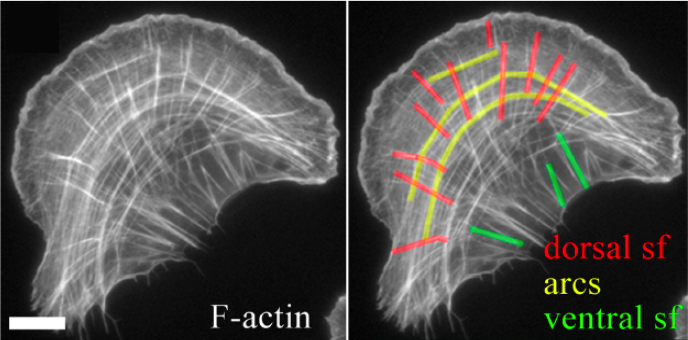 F-actin
dorsal sf
arcs
ventral sf